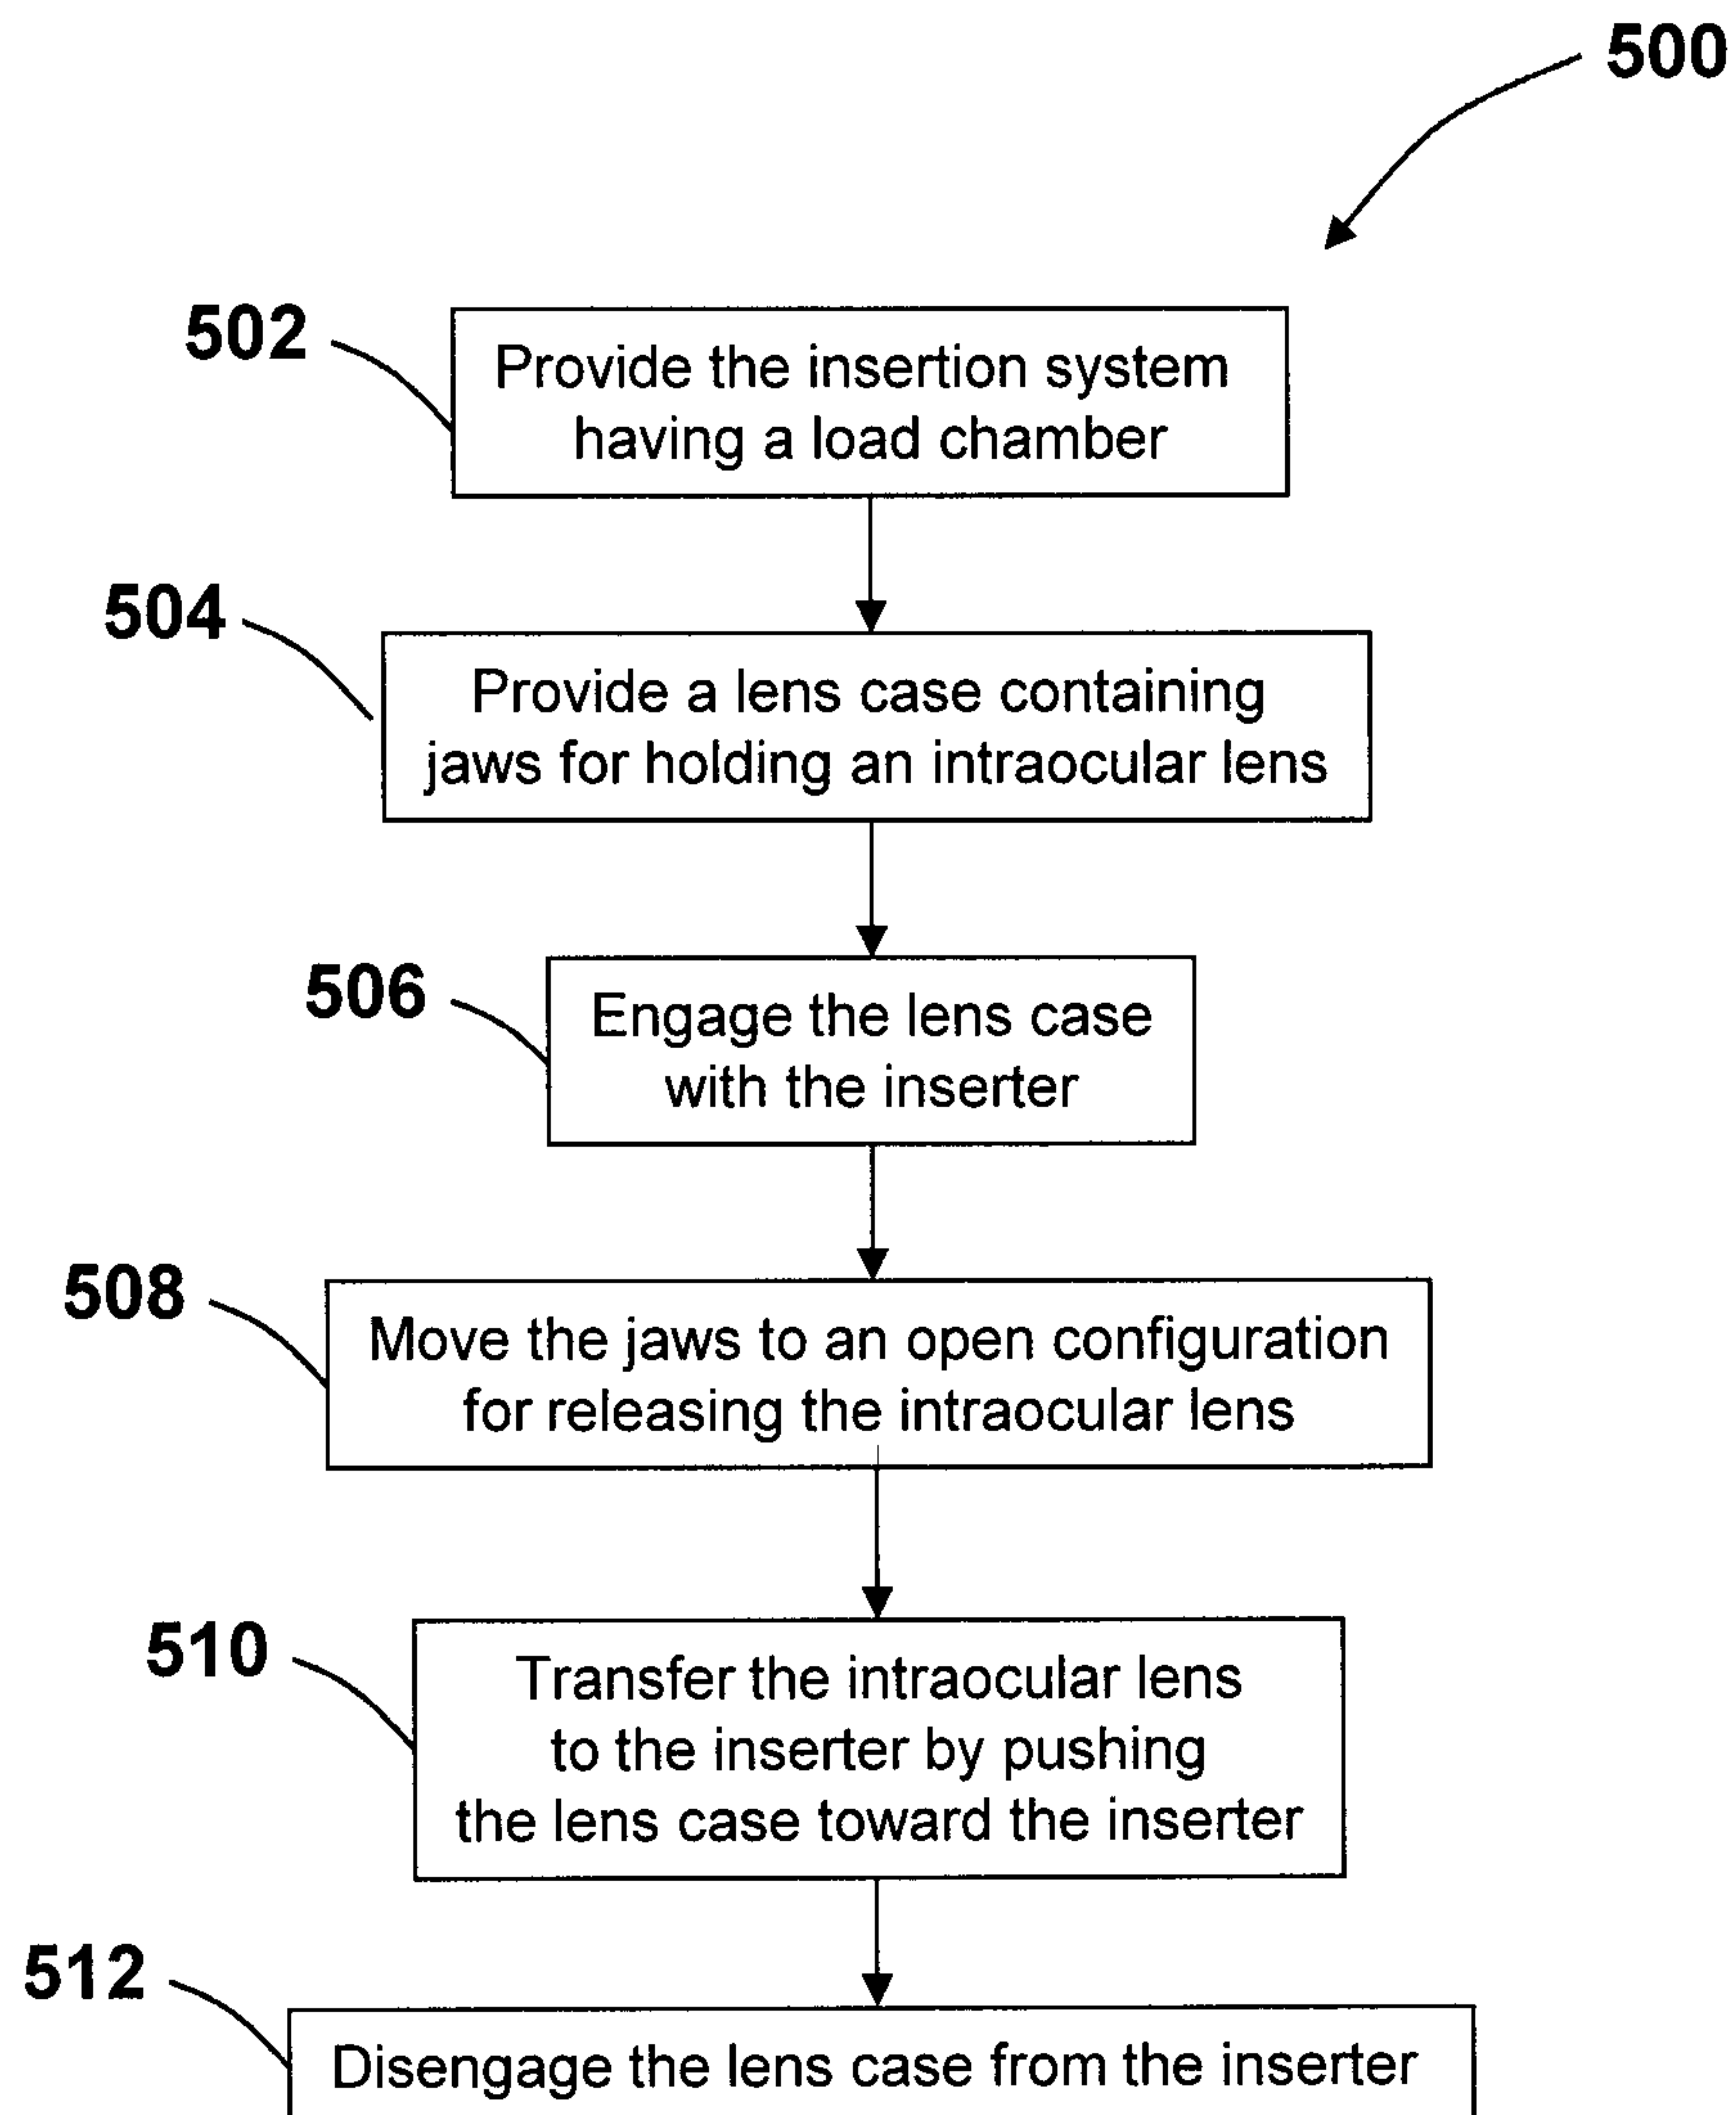 500
502
Provide the insertion system
having a load chamber
504
Provide a lens case containing
jaws for holding an intraocular lens
506
Engage the lens case
with the inserter
508
Move the jaws to an open configuration
for releasing the intraocular lens
510
Transfer the intraocular lens
to the inserter by pushing
the lens case toward the inserter
512
Disengage the lens case from the inserter